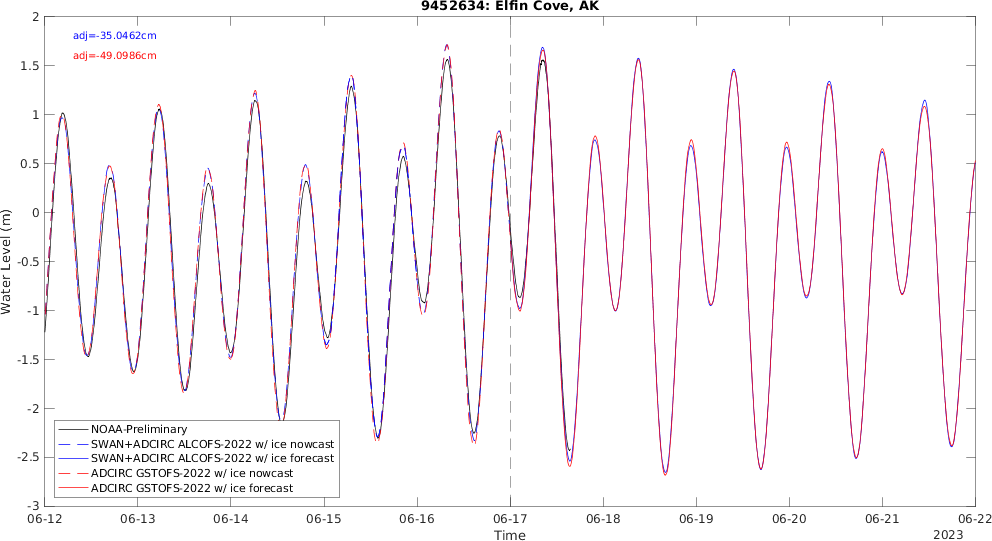 9452634: Elfin Cove, AK
adj=-35.0462cm
adj=-49.0986cm
Water Level (m)
2
1.5
1
0.5
0
-0.5
-1
-1.5
-2
-2.5
-3
NOAA-Preliminary
SWAN+ADCIRC ALCOFS-2022 w/ ice nowcast
SWAN+ADCIRC ALCOFS-2022 w/ ice forecast
ADCIRC GSTOFS-2022 w/ ice nowcast
ADCIRC GSTOFS-2022 w/ ice forecast
06-12 06-13 06-14 06-15 06-16 06-17 06-18 06-19 06-20 06-21 06-22
Time
2023